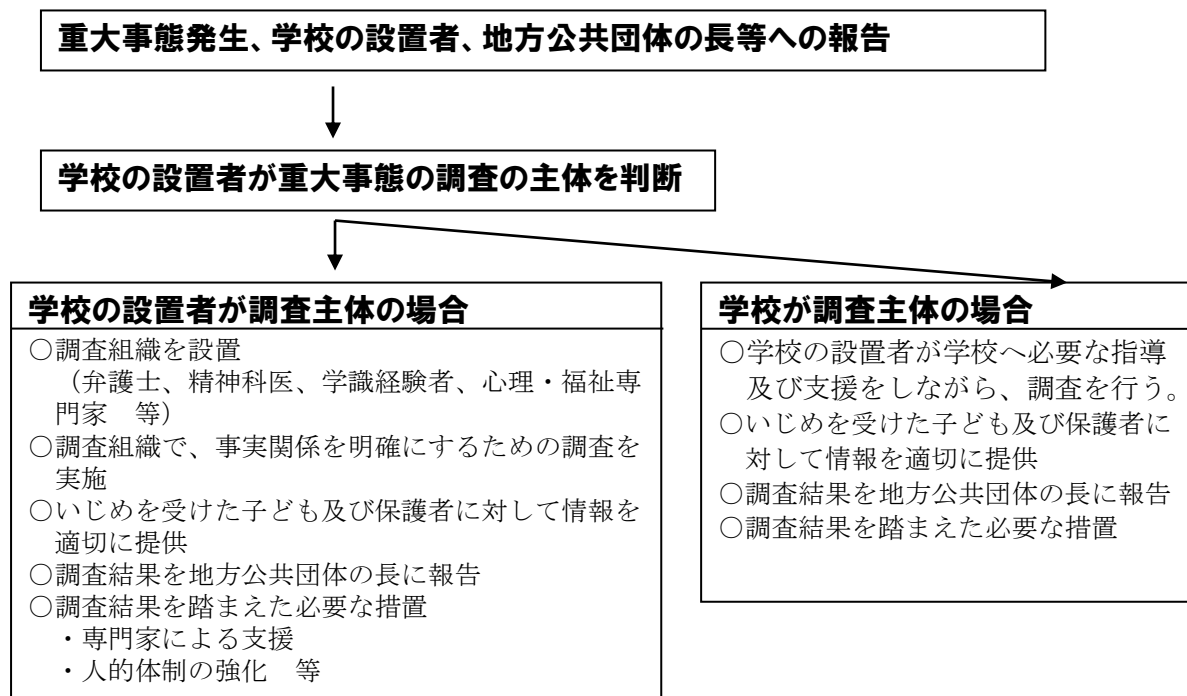 重大事態発生、学校の設置者、地方公共団体の長等への報告
学校の設置者が重大事態の調査の主体を判断
学校の設置者が調査主体の場合
○調査組織を設置
（弁護士、精神科医、学識経験者、心理・福祉専
門家　等）
○調査組織で、事実関係を明確にするための調査を
実施
○いじめを受けた子ども及び保護者に対して情報を
適切に提供
○調査結果を地方公共団体の長に報告
○調査結果を踏まえた必要な措置
・専門家による支援
・人的体制の強化　等
学校が調査主体の場合
○学校の設置者が学校へ必要な指導
及び支援をしながら、調査を行う。
○いじめを受けた子ども及び保護者に
対して情報を適切に提供
○調査結果を地方公共団体の長に報告
○調査結果を踏まえた必要な措置